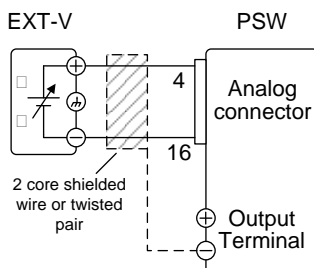 EXT-V
PSW
4
Analog
connector
16
2 core shielded
wire or twisted
pair
Output
Terminal